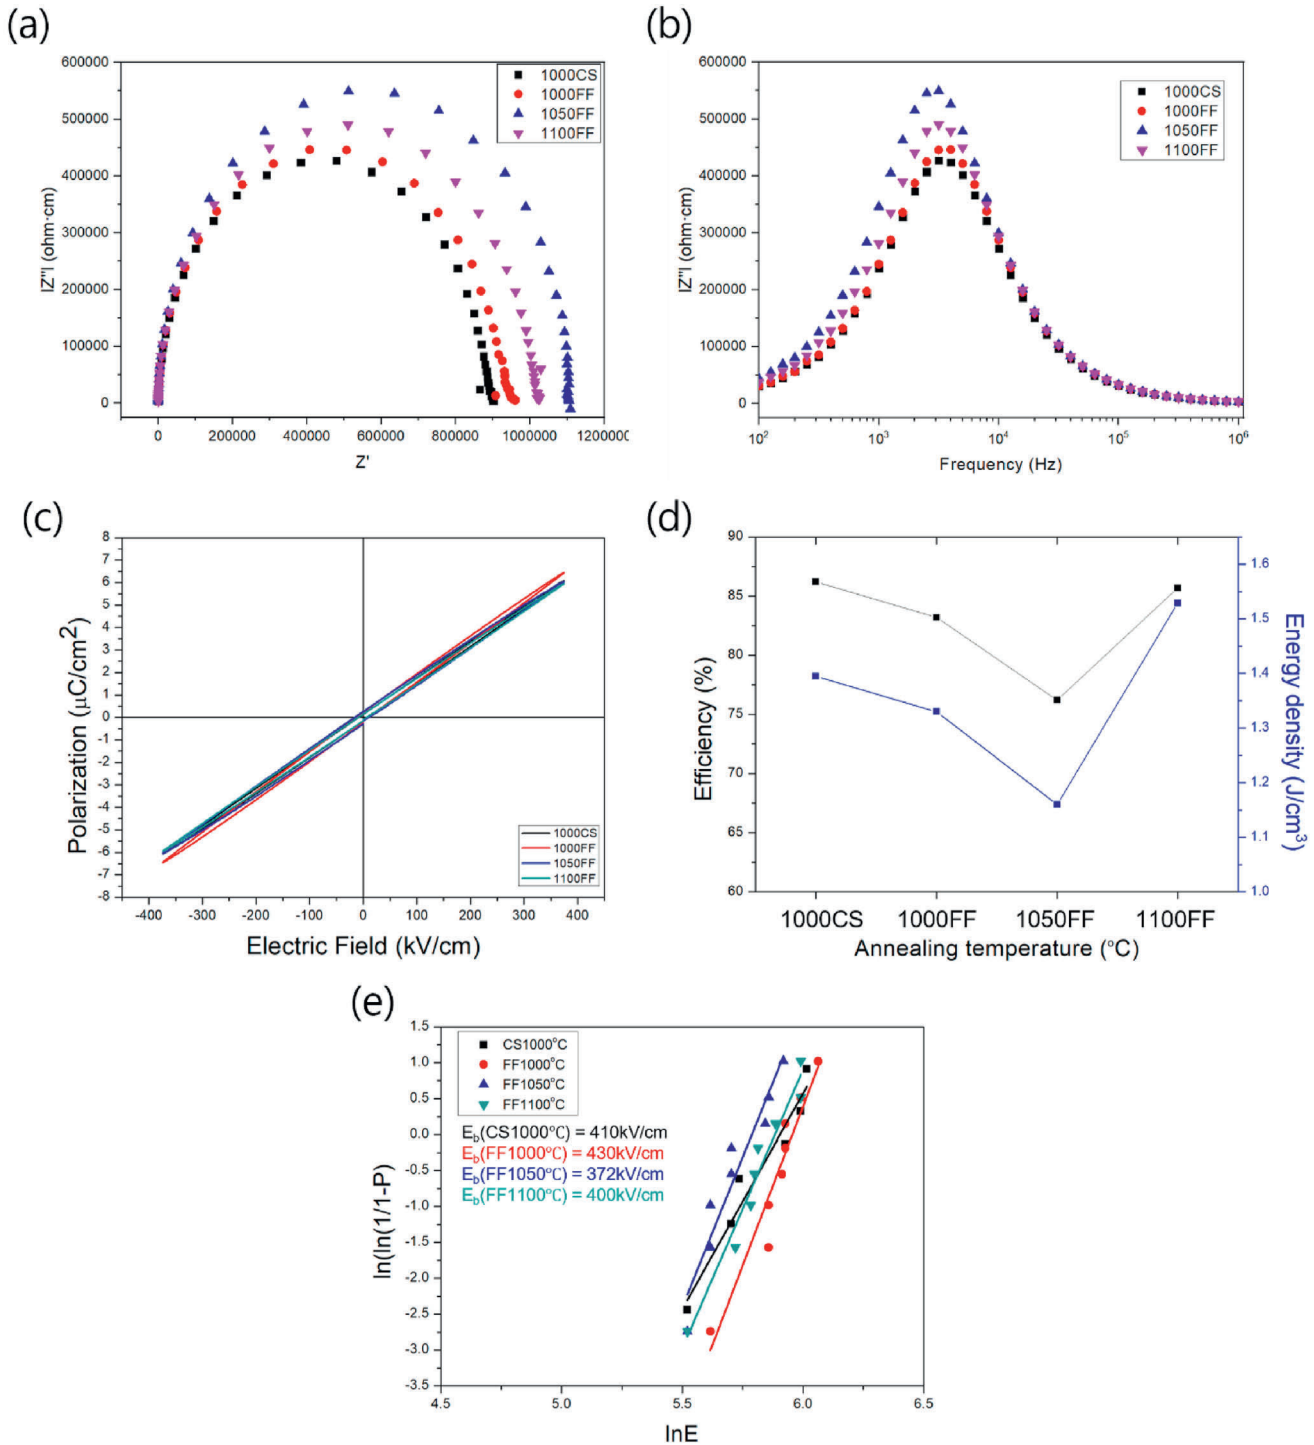 (a)
600000
500000
400000
300000
200000
100000
0
0
200000
400000
600000
800000
1000000
1200000
|Z"| (ohm·cm)
Z'
1000CS
1000FF
1050FF
1100FF
(b)
600000
500000
400000
300000
200000
100000
0
10²
10³
10⁴
10⁵
10⁶
|Z"| (ohm·cm)
Frequency (Hz)
1000CS
1000FF
1050FF
1100FF
(c)
8
7
6
5
4
3
2
1
0
-1
-2
-3
-4
-5
-6
-7
-8
-400
-300
-200
-100
0
100
200
300
400
Polarization (μC/cm²)
Electric Field (kV/cm)
1000CS
1000FF
1050FF
1100FF
(d)
90
85
80
75
70
65
60
Efficiency (%)
1.6
1.5
1.4
1.3
1.2
1.1
1.0
Energy density (J/cm³)
1000CS
1000FF
1050FF
1100FF
Annealing temperature (°C)
(e)
1.5
1.0
0.5
0.0
-0.5
-1.0
-1.5
-2.0
-2.5
-3.0
-3.5
4.5
5.0
5.5
6.0
6.5
ln(ln(1/1-P)
lnE
CS1000°C
FF1000°C
FF1050°C
FF1100°C
E_b(CS1000℃) = 410kV/cm
E_b(FF1000℃) = 430kV/cm
E_b(FF1050℃) = 372kV/cm
E_b(FF1100℃) = 400kV/cm